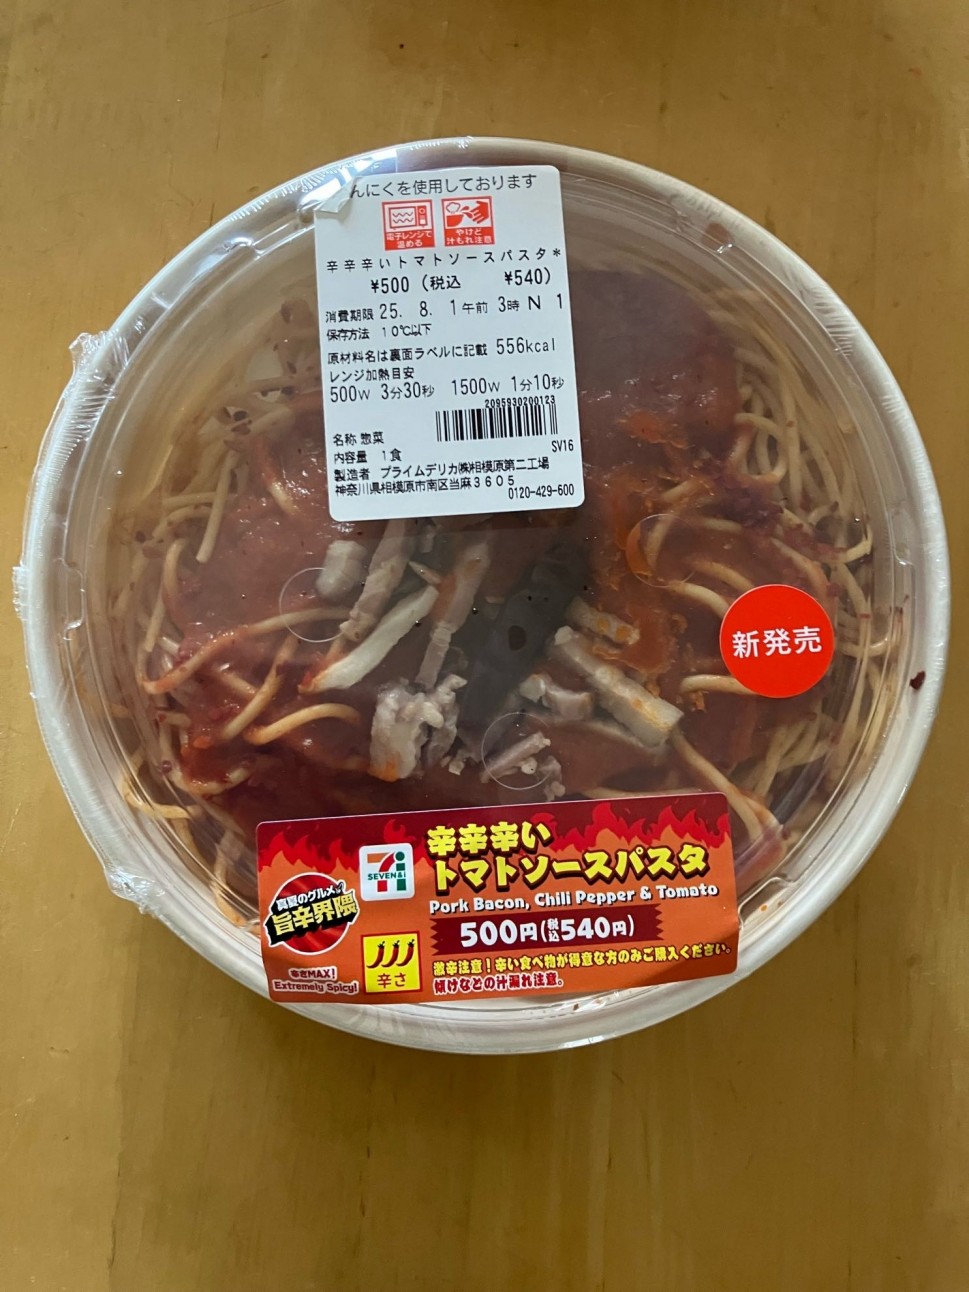 んにくを使用しております
電子レンジで
温める
やけど
汁もれ注意
辛辛辛いトマトソースパスタ*
¥500(税込 ¥540)
消費期限 25. 8. 1午前 3時 N 1
保存方法 10℃以下
原材料名は裏面ラベルに記載 556kcal
レンジ加熱目安
500W 3分30秒 1500W 1分10秒
2095930200123
名称 惣菜
SV16
内容量 1食
製造者 プライムデリカ㈱相模原第二工場
神奈川県相模原市南区当麻3605
0120-429-600
新発売
辛辛辛い
トマトソースパスタ
Pork Bacon, Chili Pepper & Tomato
500円(税込540円)
激辛注意!辛い食べ物が得意な方のみご購入ください。
傾けなどの汁漏れ注意。
7
SEVEN&i
真夏のグルメ
旨辛界隈
辛さMAX!
Extremely Spicy!
辛さ